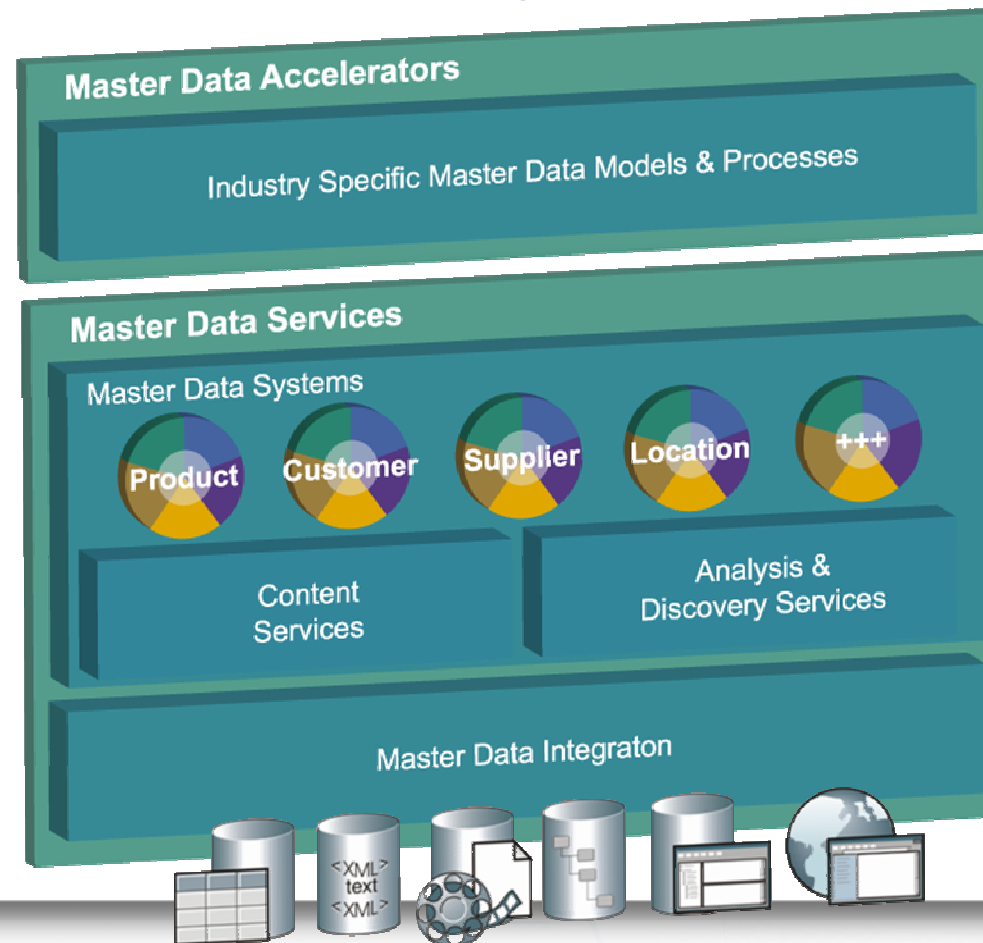 Master Data Accelerators
Industry Specific Master Data Models & Processes
Master Data Services
Master Data Systems
Product
Customer
Supplier
Location
+++
Content
Services
Analysis &
Discovery Services
Master Data Integraton
<XML>
text
<XML>